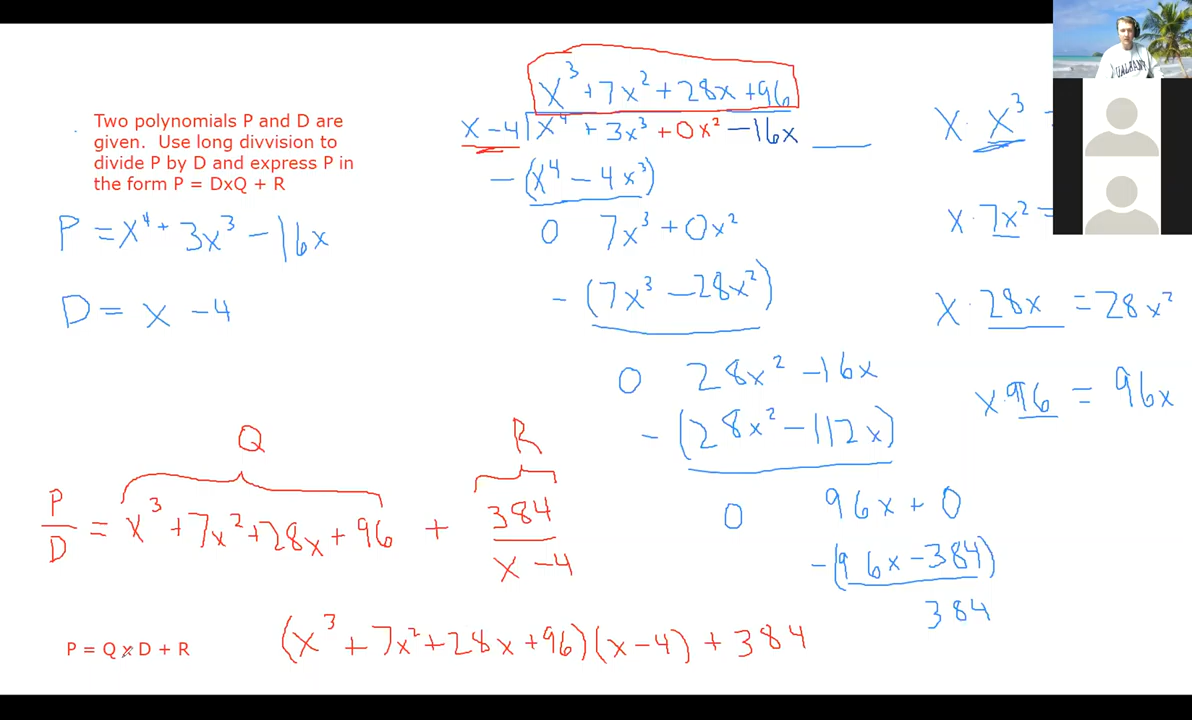 Two polynomials P and D are
given.  Use long divvision to
divide P by D and express P in
the form P = DxQ + R
P = x⁴ + 3x³ - 16x
D = x - 4
x³ + 7x² + 28x + 96
x - 4 x⁴ + 3x³ + 0x² - 16x
- (x⁴ - 4x³)
0 7x³ + 0x²
- (7x³ - 28x²)
0 28x² - 16x
- (28x² - 112x)
0 96x + 0
- (96x - 384)
384
x · x³ =
x · 7x² =
x · 28x = 28x²
x · 96 = 96x
Q R
P/D = x³ + 7x² + 28x + 96 + 384/(x - 4)
P = Q x D + R
(x³ + 7x² + 28x + 96)(x - 4) + 384
UALBANY